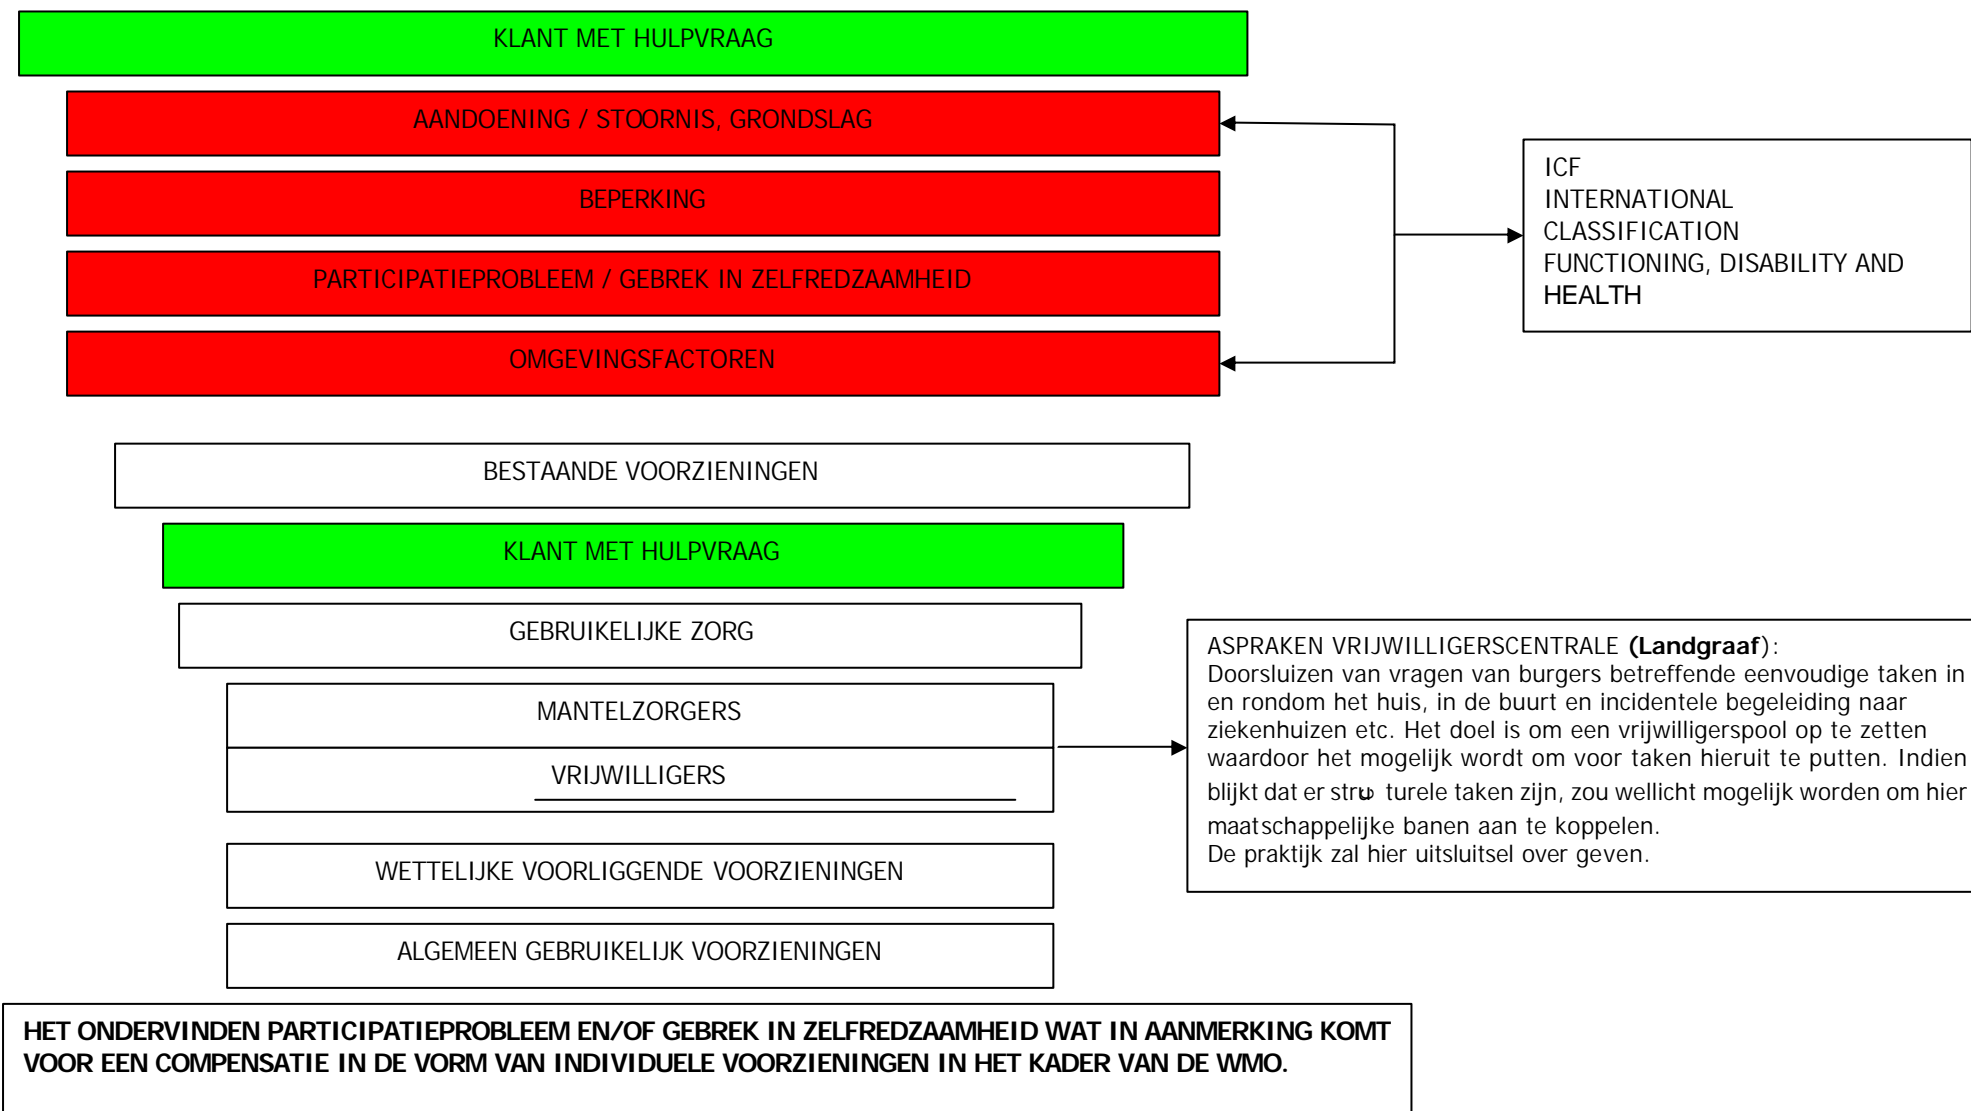 KLANT MET HULPVRAAG
AANDOENING / STOORNIS, GRONDSLAG
BEPERKING
PARTICIPATIEPROBLEEM / GEBREK IN ZELFREDZAAMHEID
OMGEVINGSFACTOREN
ICF
INTERNATIONAL
CLASSIFICATION
FUNCTIONING, DISABILITY AND
HEALTH
BESTAANDE VOORZIENINGEN
KLANT MET HULPVRAAG
GEBRUIKELIJKE ZORG
MANTELZORGERS
VRIJWILLIGERS
ASPRAKEN VRIJWILLIGERSCENTRALE (Landgraaf):
Doorsluizen van vragen van burgers betreffende eenvoudige taken in
en rondom het huis, in de buurt en incidentele begeleiding naar
ziekenhuizen etc. Het doel is om een vrijwilligerspool op te zetten
waardoor het mogelijk wordt om voor taken hieruit te putten. Indien
blijkt dat er turele taken zijn, zou wellicht mogelijk worden om hier
maatschappelijke banen aan te koppelen.
De praktijk zal hier uitsluitsel over geven.
WETTELIJKE VOORLIGGENDE VOORZIENINGEN
ALGEMEEN GEBRUIKELIJK VOORZIENINGEN
HET ONDERVINDEN PARTICIPATIEPROBLEEM EN/OF GEBREK IN ZELFREDZAAMHEID WAT IN AANMERKING KOMT
VOOR EEN COMPENSATIE IN DE VORM VAN INDIVIDUELE VOORZIENINGEN IN HET KADER VAN DE WMO.